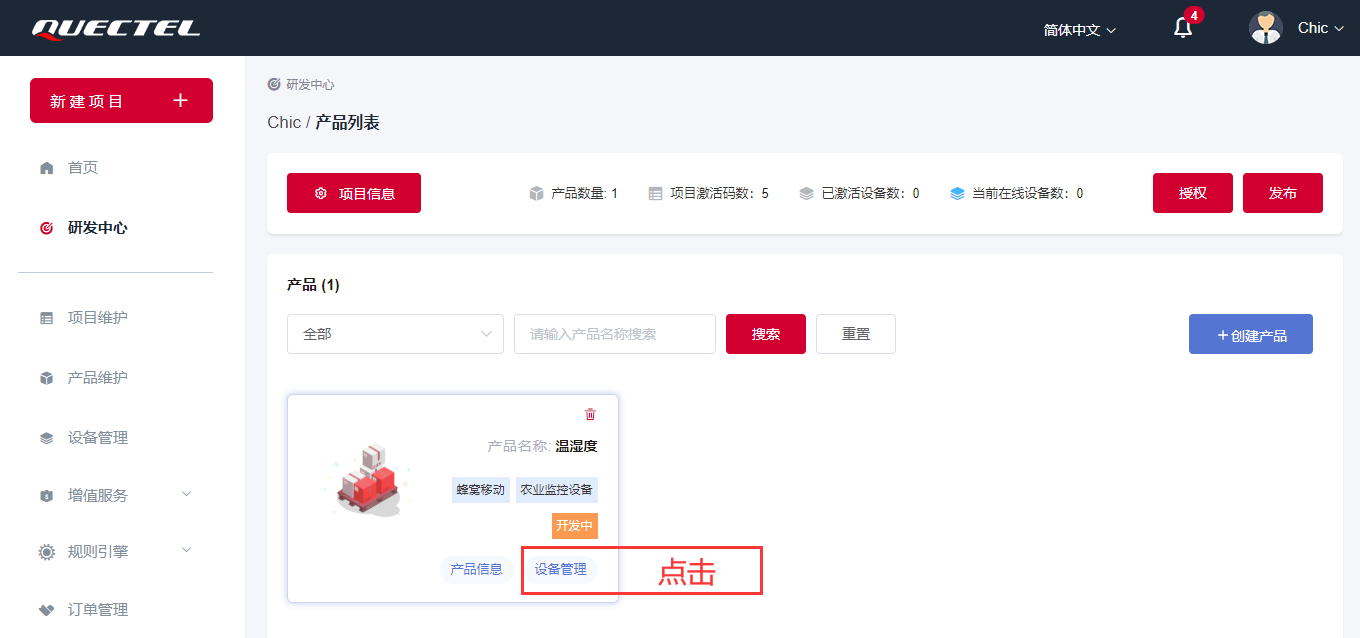 QUECTEL
简体中文
4
Chic
新建项目 +
首页
研发中心
项目维护
产品维护
设备管理
增值服务
规则引擎
订单管理
研发中心
Chic / 产品列表
项目信息
产品数量: 1
项目激活码数: 5
已激活设备数: 0
当前在线设备数: 0
授权
发布
产品 (1)
全部
请输入产品名称搜索
搜索
重置
+创建产品
产品名称: 温湿度
蜂窝移动
农业监控设备
开发中
产品信息
设备管理
点击